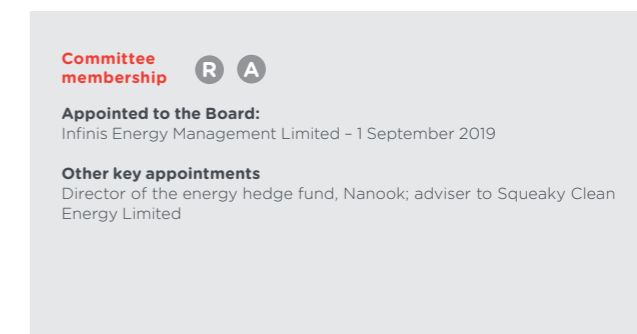 Committee
membership R A
Appointed to the Board:
Infinis Energy Management Limited – 1 September 2019
Other key appointments
Director of the energy hedge fund, Nanook; adviser to Squeaky Clean
Energy Limited